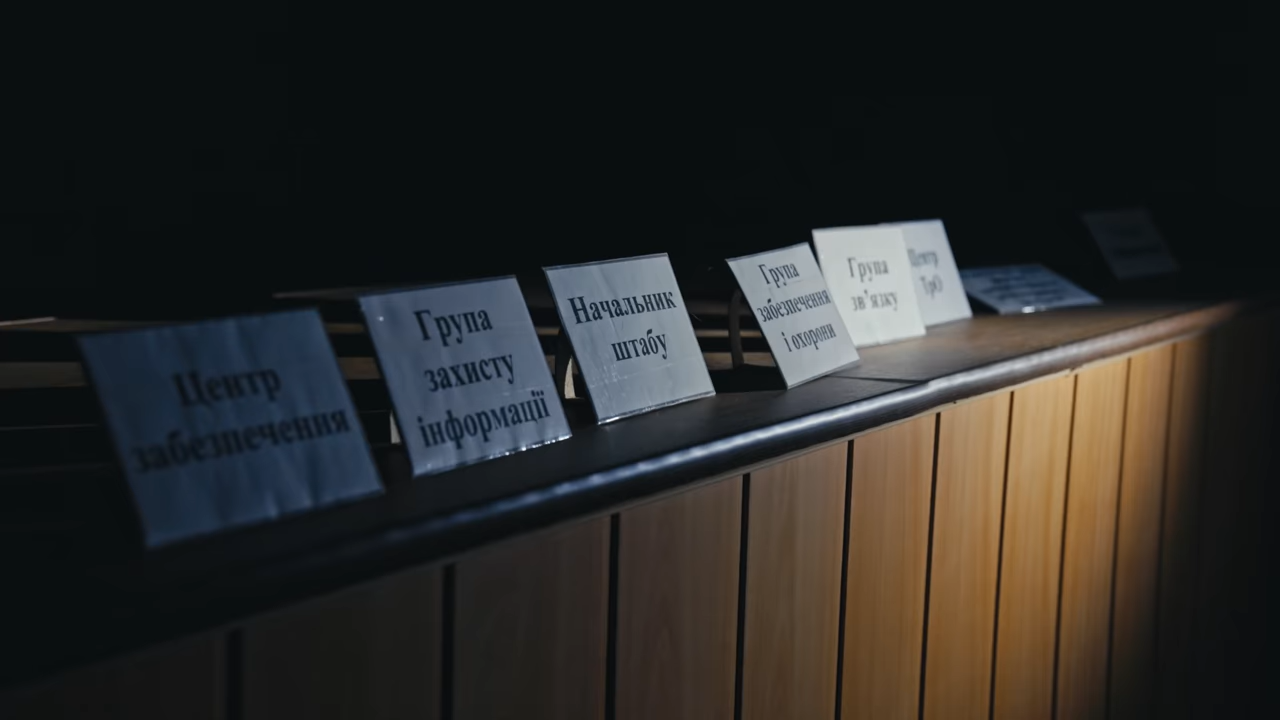 Центр
забезпечення
Група
захисту
інформації
Начальник
штабу
Група
забезпечення
і охорони
Група
зв'язку
Центр
ТрО